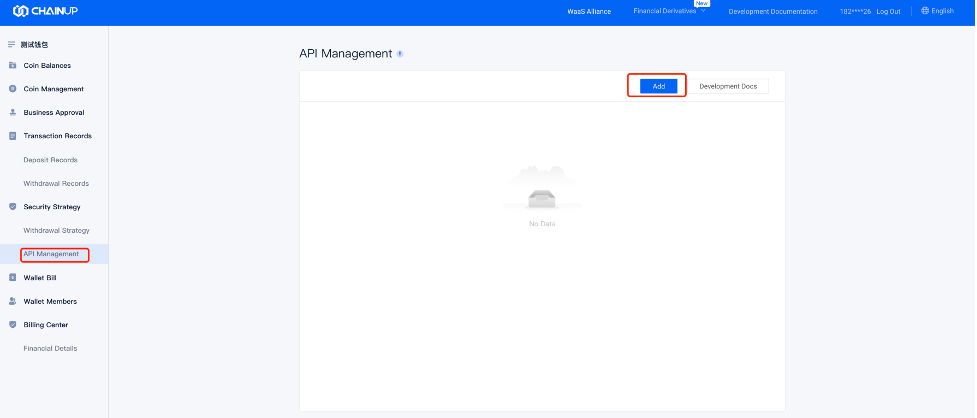 CHAINUP
WaaS Alliance
Financial Derivatives
New
Development Documentation
182****26
Log Out
English
测试钱包
Coin Balances
Coin Management
Business Approval
Transaction Records
Deposit Records
Withdrawal Records
Security Strategy
Withdrawal Strategy
API Management
Wallet Bill
Wallet Members
Billing Center
Financial Details
API Management
Add
Development Docs
No Data